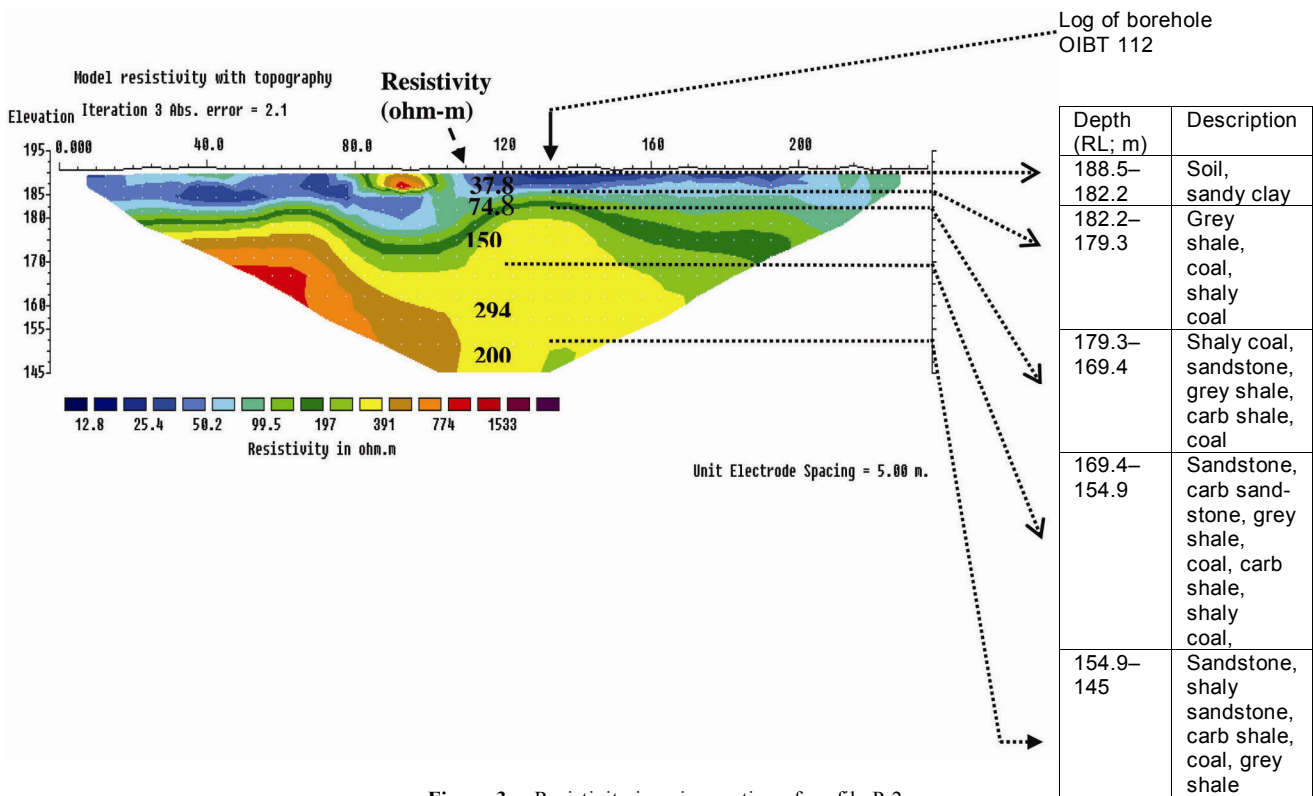 Log of borehole
OIBT 112
Model resistivity with topography
Resistivity
(ohm-m)
Elevation Iteration 3 Abs. error = 2.1
195 0.000 40.0 80.0 120 160 200
185
180
170
160
155
145
37.8
74.8
150
294
200
12.8 25.4 50.2 99.5 197 391 774 1533
Resistivity in ohm.m
Unit Electrode Spacing = 5.00 m.
Depth
(RL; m)
Description
188.5–
182.2
Soil,
sandy clay
182.2–
179.3
Grey
shale,
coal,
shaly
coal
179.3–
169.4
Shaly coal,
sandstone,
grey shale,
carb shale,
coal
169.4–
154.9
Sandstone,
carb sand-
stone, grey
shale,
coal, carb
shale,
shaly
coal,
154.9–
145
Sandstone,
shaly
sandstone,
carb shale,
coal, grey
shale